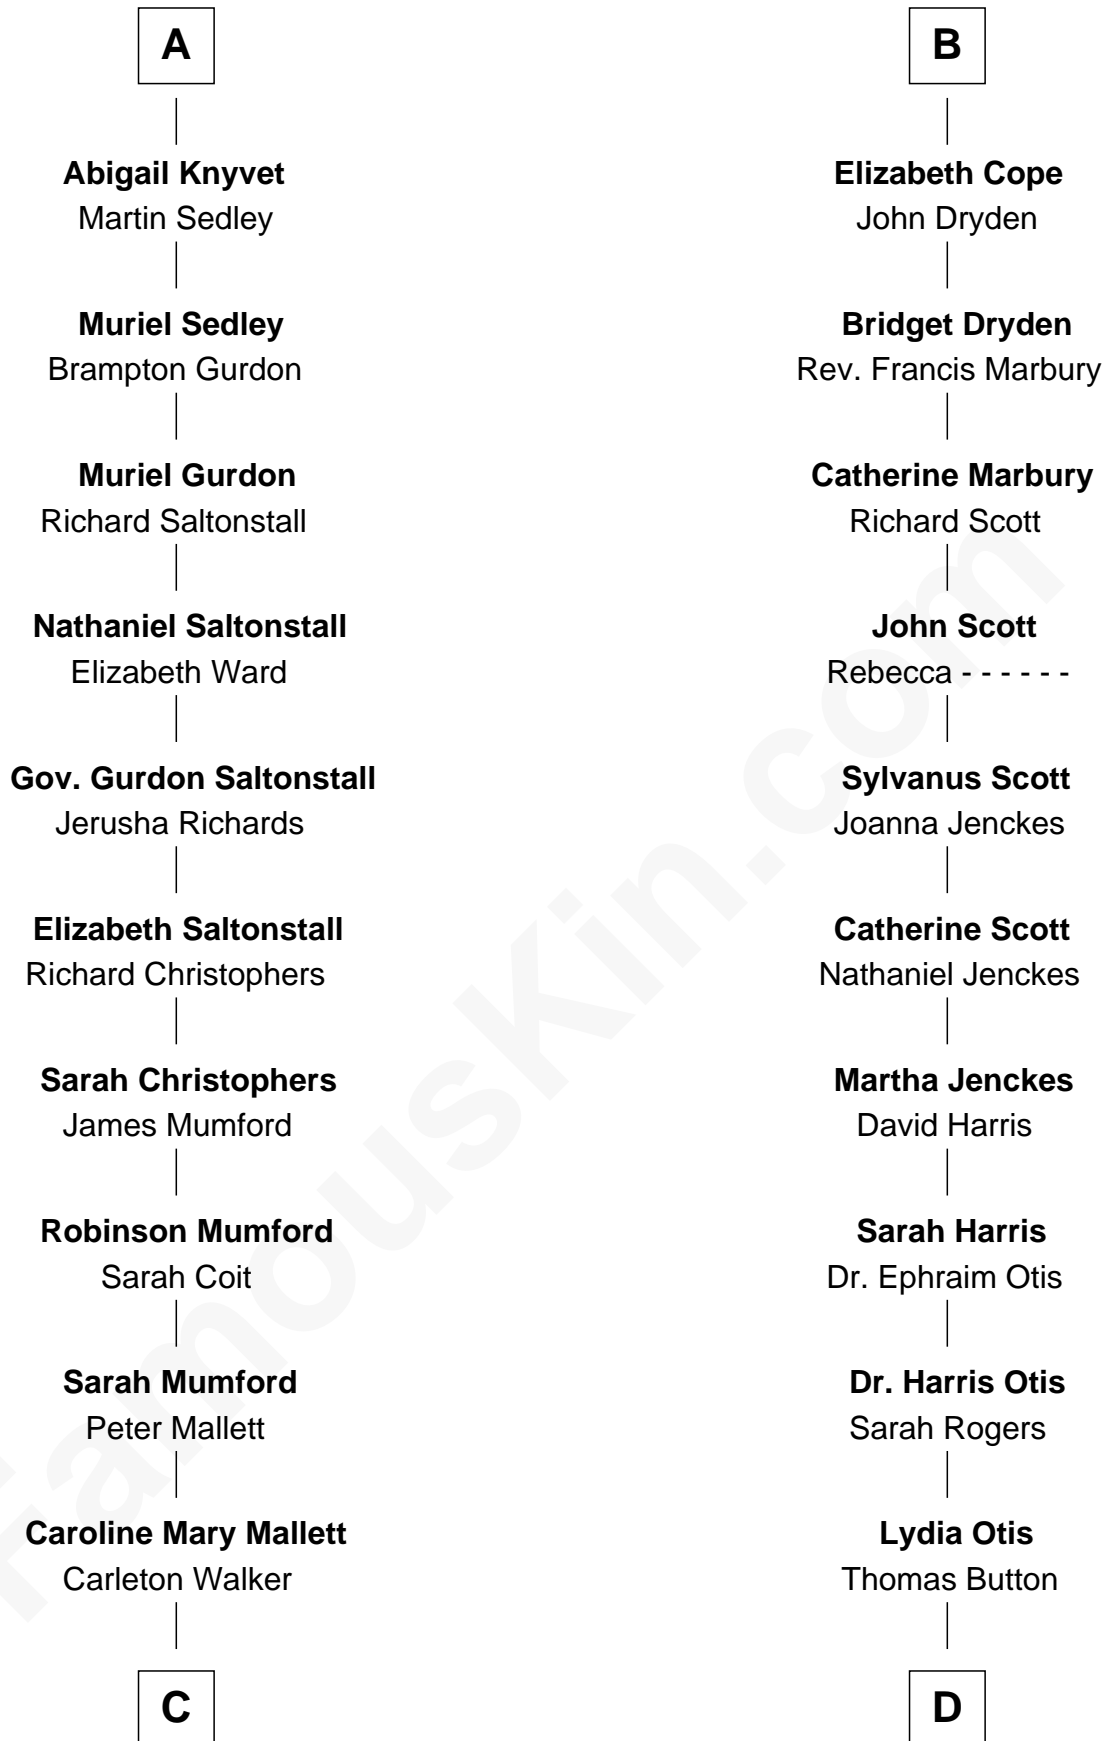 A
Abigail Knyvet
Martin Sedley
Muriel Sedley
Brampton Gurdon
Muriel Gurdon
Richard Saltonstall
Nathaniel Saltonstall
Elizabeth Ward
Gov. Gurdon Saltonstall
Jerusha Richards
Elizabeth Saltonstall
Richard Christophers
Sarah Christophers
James Mumford
Robinson Mumford
Sarah Coit
Sarah Mumford
Peter Mallett
Caroline Mary Mallett
Carleton Walker
C
B
Elizabeth Cope
John Dryden
Bridget Dryden
Rev. Francis Marbury
Catherine Marbury
Richard Scott
John Scott
Rebecca - - - - - -
Sylvanus Scott
Joanna Jenckes
Catherine Scott
Nathaniel Jenckes
Martha Jenckes
David Harris
Sarah Harris
Dr. Ephraim Otis
Dr. Harris Otis
Sarah Rogers
Lydia Otis
Thomas Button
D
FamousKin.com